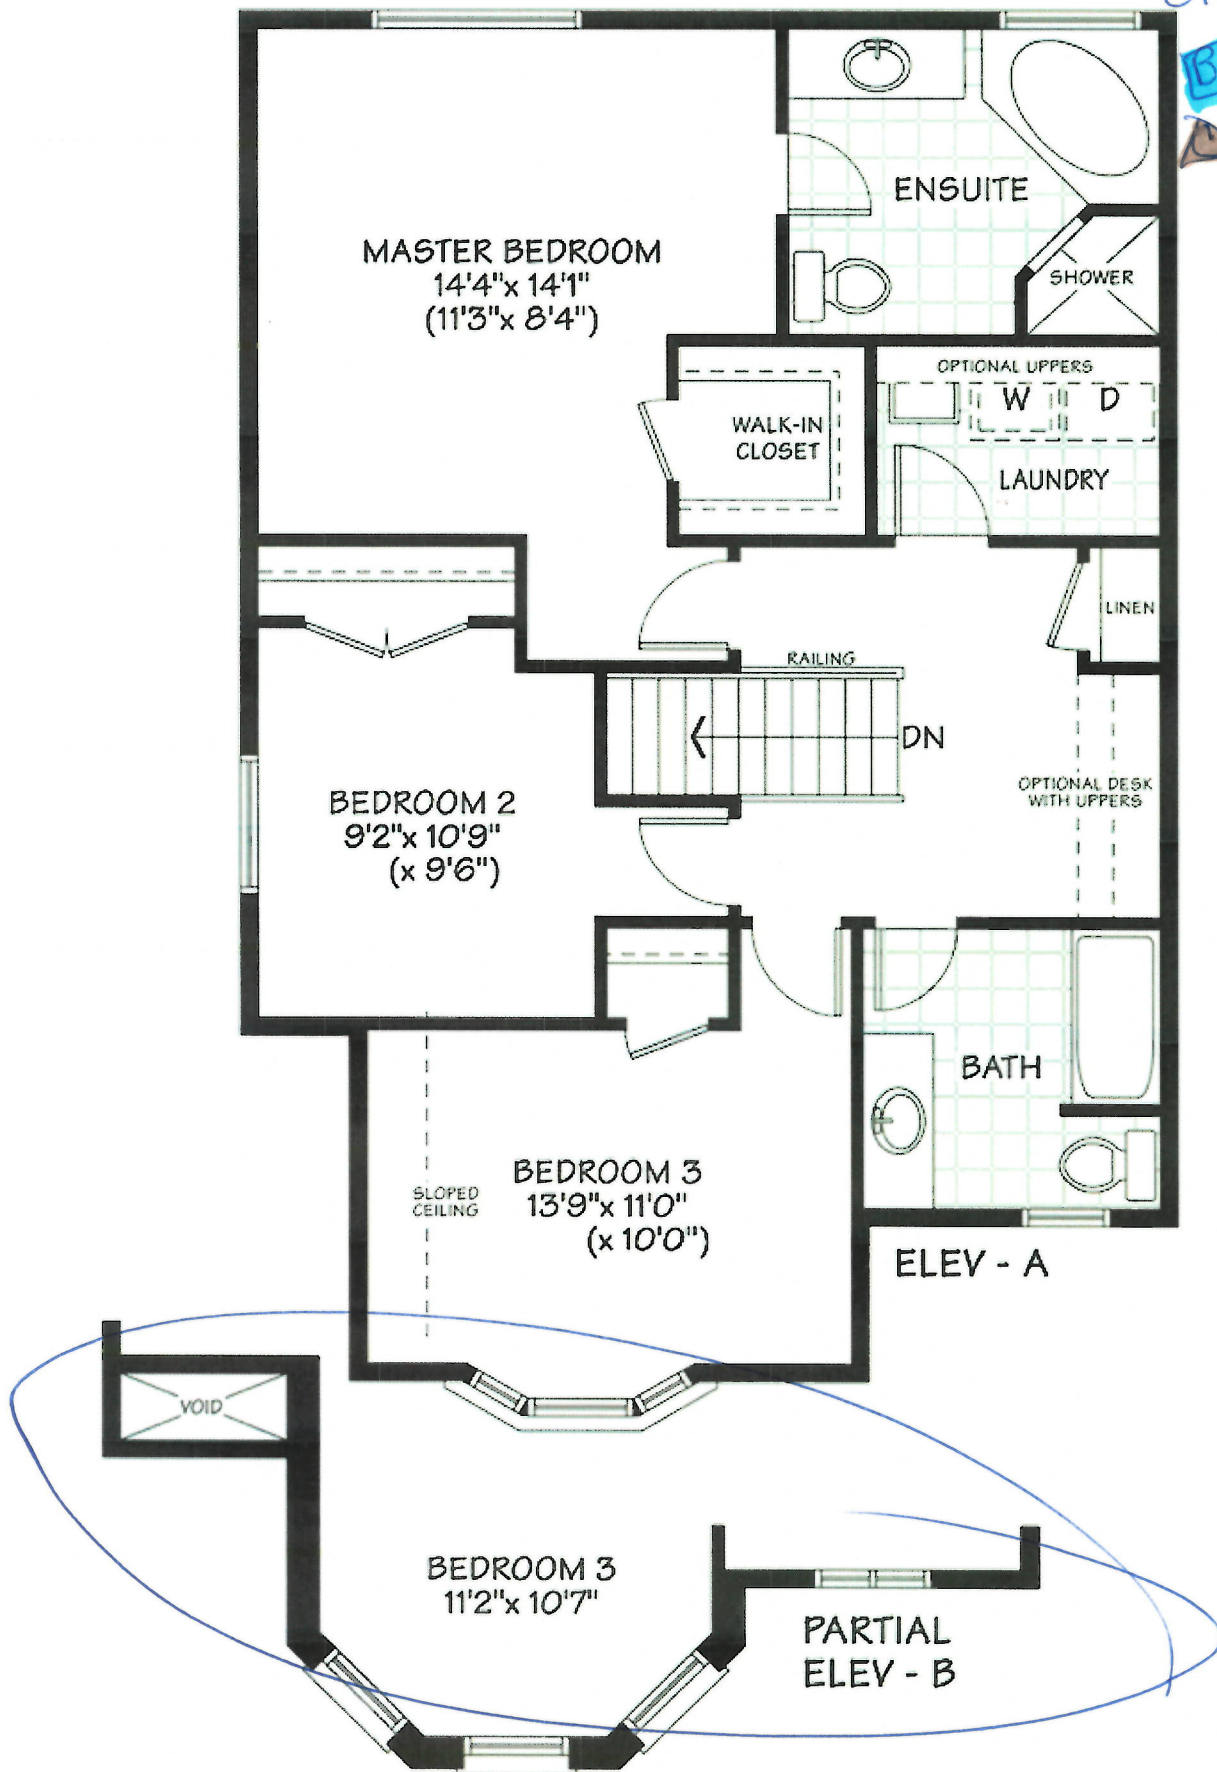 B
C
ENSUITE
MASTER BEDROOM
14'4"x 14'1"
(11'3"x 8'4")
SHOWER
OPTIONAL UPPERS
W D
WALK-IN
CLOSET
LAUNDRY
LINEN
RAILING
DN
OPTIONAL DESK
WITH UPPERS
BEDROOM 2
9'2"x 10'9"
(x 9'6")
BATH
BEDROOM 3
13'9"x 11'0"
(x 10'0")
SLOPED
CEILING
ELEV - A
VOID
BEDROOM 3
11'2"x 10'7"
PARTIAL
ELEV - B